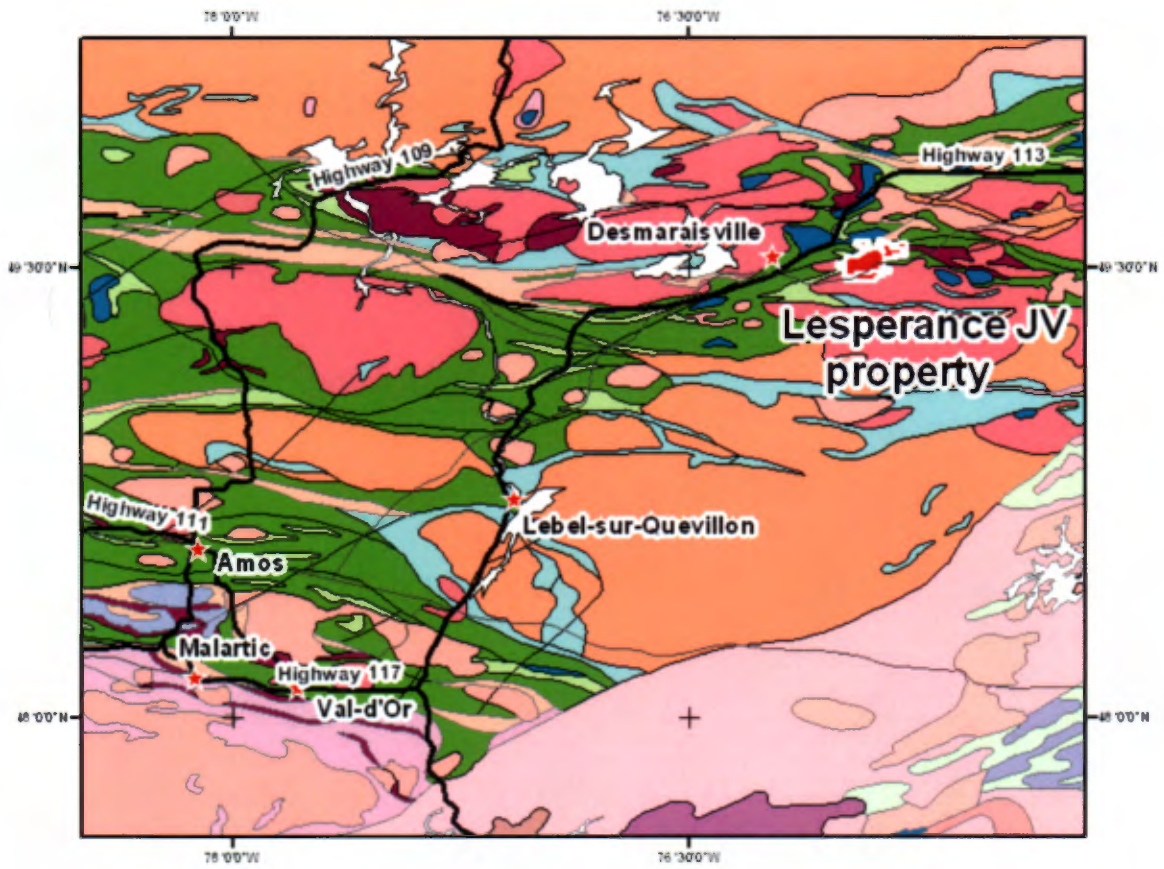 78°0'0"W
76°30'0"W
Highway 109
Highway 113
Desmaraisville
49°30'0"N
49°30'0"N
Lesperance JV
property
Highway 111
Lebel-sur-Quevillon
Amos
Malartic
Highway 117
Val-d'Or
48°0'0"N
48°0'0"N
78°0'0"W
76°30'0"W